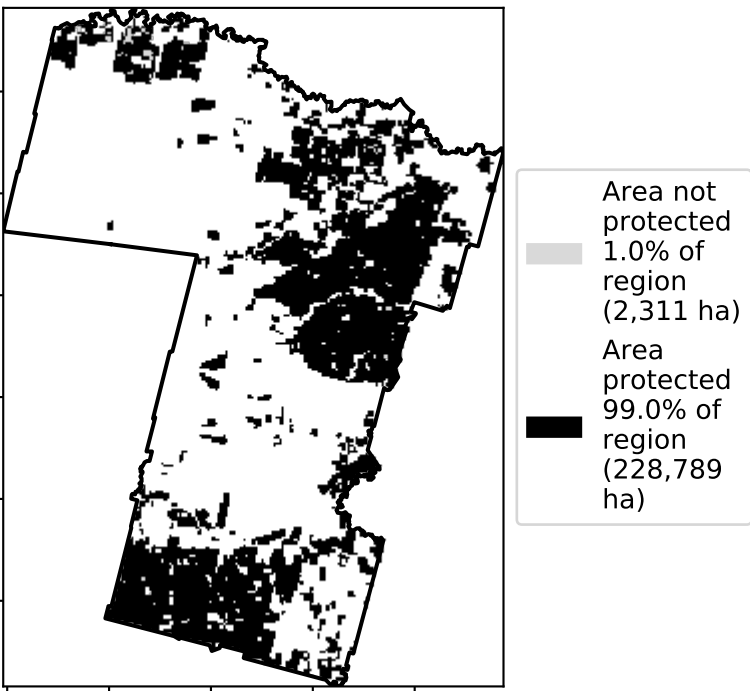 Area not
protected
1.0% of
region
(2,311 ha)
Area
protected
99.0% of
region
(228,789
ha)